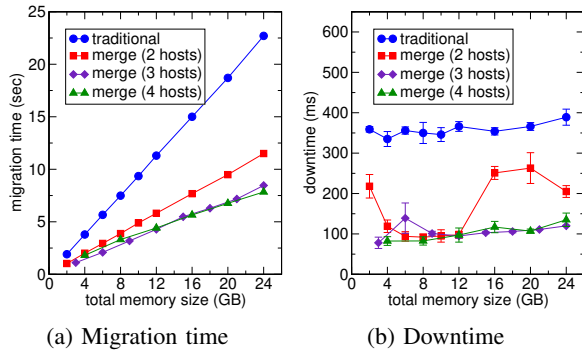 25
20
15
10
5
0
migration time (sec)
traditional
merge (2 hosts)
merge (3 hosts)
merge (4 hosts)
0 4 8 12 16 20 24
total memory size (GB)
(a) Migration time
600
500
400
300
200
100
0
downtime (ms)
traditional
merge (2 hosts)
merge (3 hosts)
merge (4 hosts)
0 4 8 12 16 20 24
total memory size (GB)
(b) Downtime